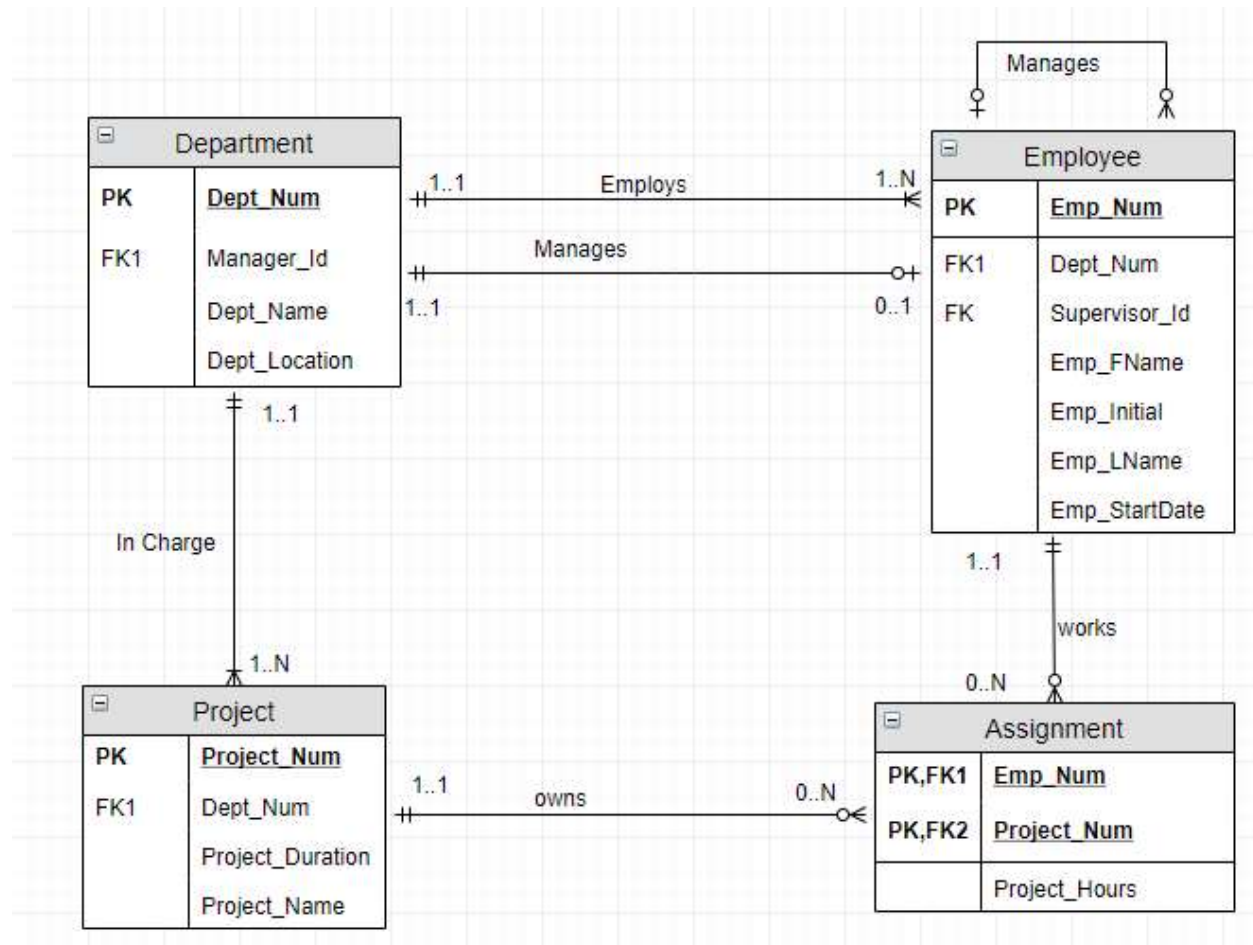 Manages
Department
PK Dept_Num
FK1 Manager_Id
Dept_Name
Dept_Location
1..1 Employs 1..N
Manages
1..1 0..1
Employee
PK Emp_Num
FK1 Dept_Num
FK Supervisor_Id
Emp_FName
Emp_Initial
Emp_LName
Emp_StartDate
1..1
In Charge
1..N
1..1
works
0..N
Project
PK Project_Num
FK1 Dept_Num
Project_Duration
Project_Name
1..1 owns 0..N
Assignment
PK,FK1 Emp_Num
PK,FK2 Project_Num
Project_Hours